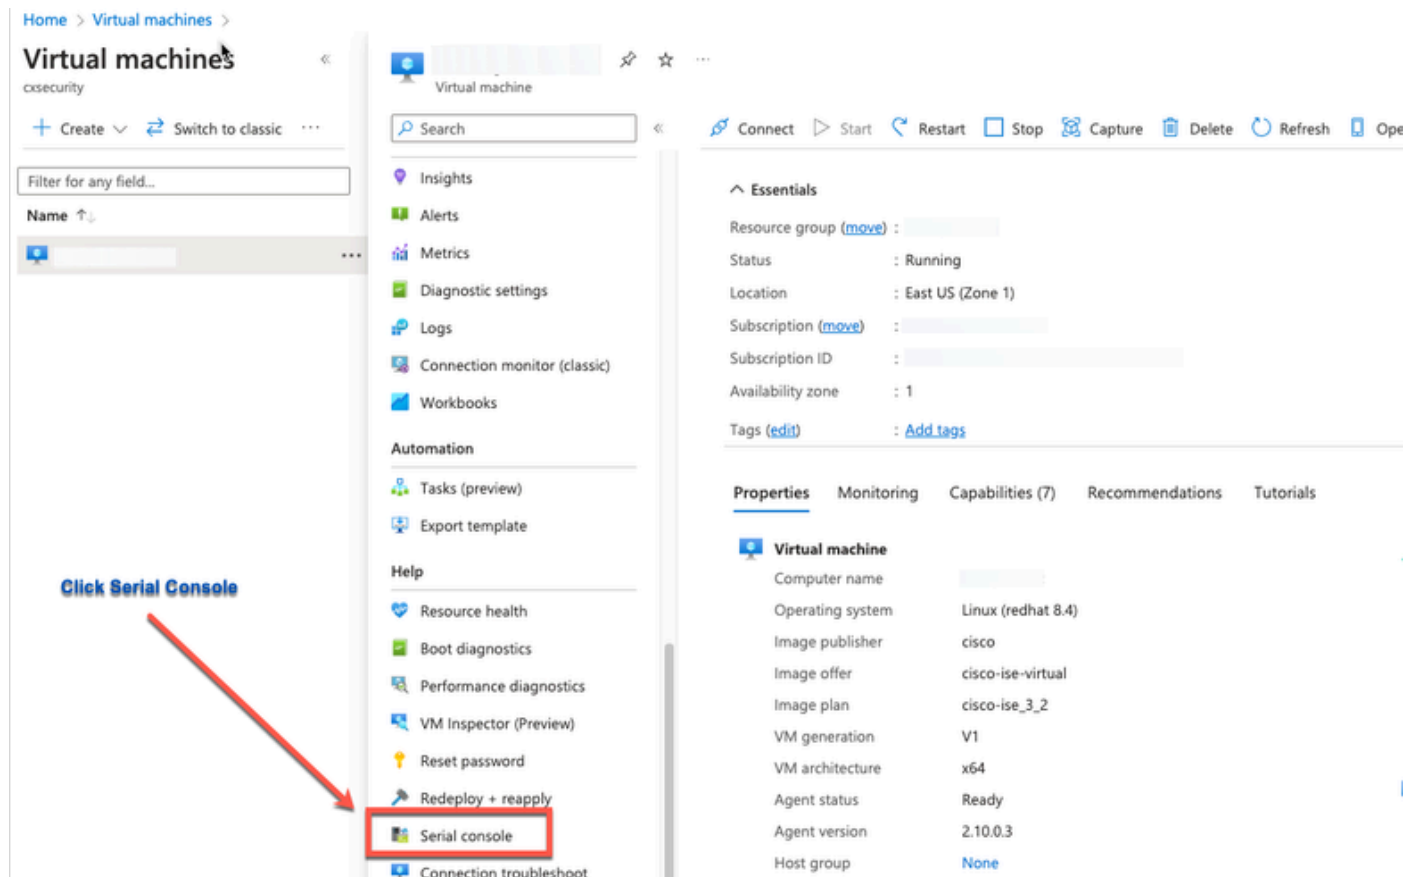 Home > Virtual machines >
Virtual machines
cxsecurity
Create
Switch to classic
Filter for any field...
Name
Virtual machine
Search
Insights
Alerts
Metrics
Diagnostic settings
Logs
Connection monitor (classic)
Workbooks
Automation
Tasks (preview)
Export template
Help
Resource health
Boot diagnostics
Performance diagnostics
VM Inspector (Preview)
Reset password
Redeploy + reapply
Serial console
Connection troubleshoot
Click Serial Console
Connect Start Restart Stop Capture Delete Refresh Ope
Essentials
Resource group (move) :
Status : Running
Location : East US (Zone 1)
Subscription (move) :
Subscription ID :
Availability zone : 1
Tags (edit) : Add tags
Properties Monitoring Capabilities (7) Recommendations Tutorials
Virtual machine
Computer name
Operating system Linux (redhat 8.4)
Image publisher cisco
Image offer cisco-ise-virtual
Image plan cisco-ise_3_2
VM generation V1
VM architecture x64
Agent status Ready
Agent version 2.10.0.3
Host group None